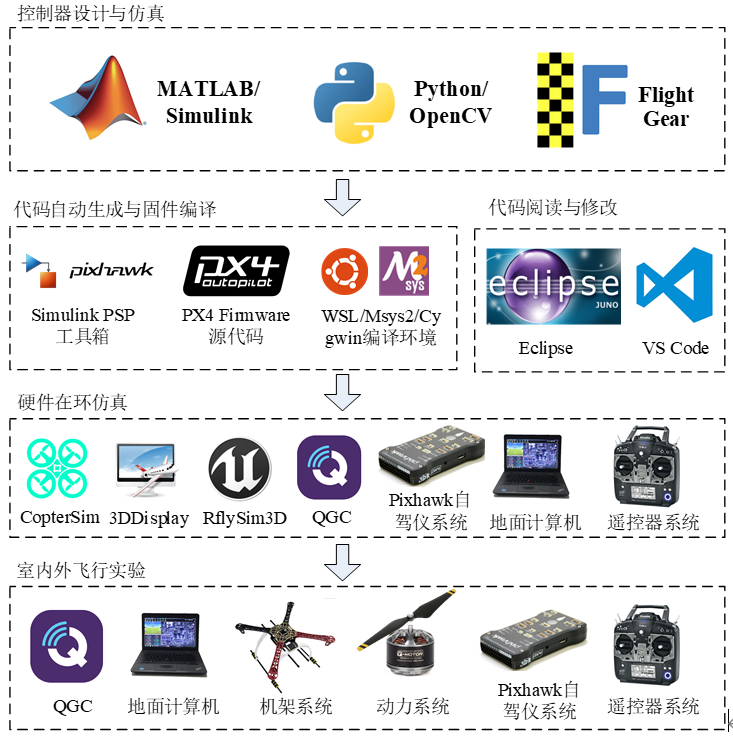 控制器设计与仿真
MATLAB/
Simulink
Python/
OpenCV
Flight
Gear
代码自动生成与固件编译
pixhawk
Simulink PSP
工具箱
PX4
autopilot
PX4 Firmware
源代码
M2
sys
WSL/Msys2/Cy
gwin编译环境
代码阅读与修改
eclipse
JUNO
Eclipse
VS Code
硬件在环仿真
CopterSim
3DDisplay
RflySim3D
QGC
Pixhawk自
驾仪系统
地面计算机
遥控器系统
室内外飞行实验
QGC
地面计算机
机架系统
T-MOTOR
动力系统
Pixhawk自
驾仪系统
遥控器系统